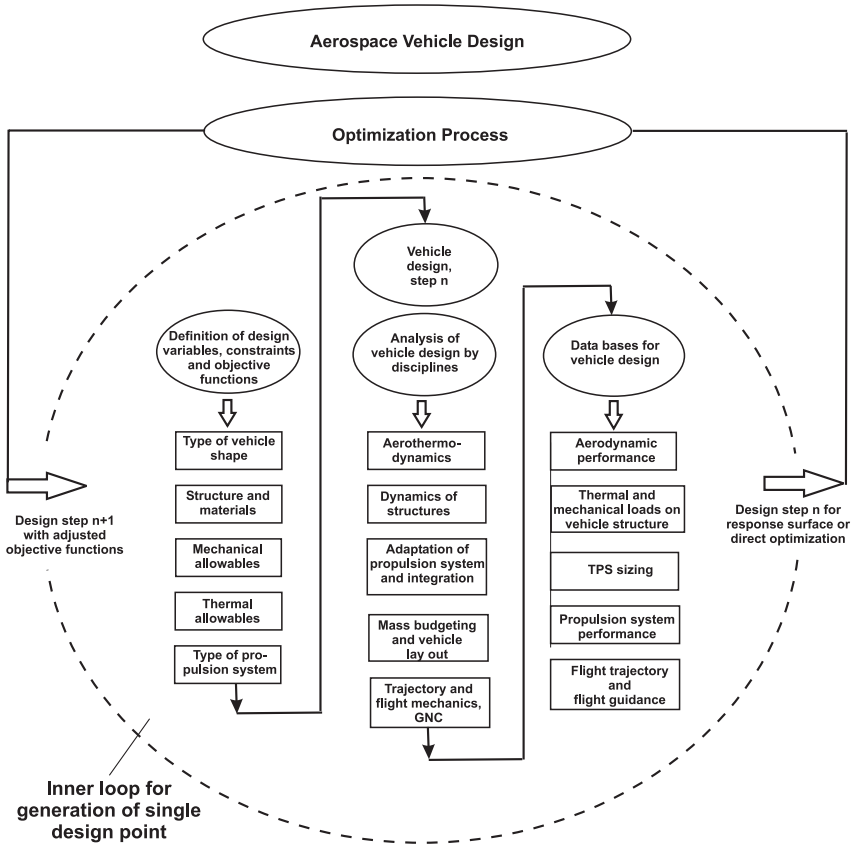 Aerospace Vehicle Design
Optimization Process
Vehicle
design,
step n
Definition of design
variables, constraints
and objective
functions
Analysis of
vehicle design by
disciplines
Data bases for
vehicle design
Type of vehicle
shape
Structure and
materials
Mechanical
allowables
Thermal
allowables
Type of pro-
pulsion system
Aerothermo-
dynamics
Dynamics of
structures
Adaptation of
propulsion system
and integration
Mass budgeting
and vehicle
lay out
Trajectory and
flight mechanics,
GNC
Aerodynamic
performance
Thermal and
mechanical loads on
vehicle structure
TPS sizing
Propulsion system
performance
Flight trajectory
and
flight guidance
Design step n+1
with adjusted
objective functions
Design step n for
response surface or
direct optimization
Inner loop for
generation of single
design point